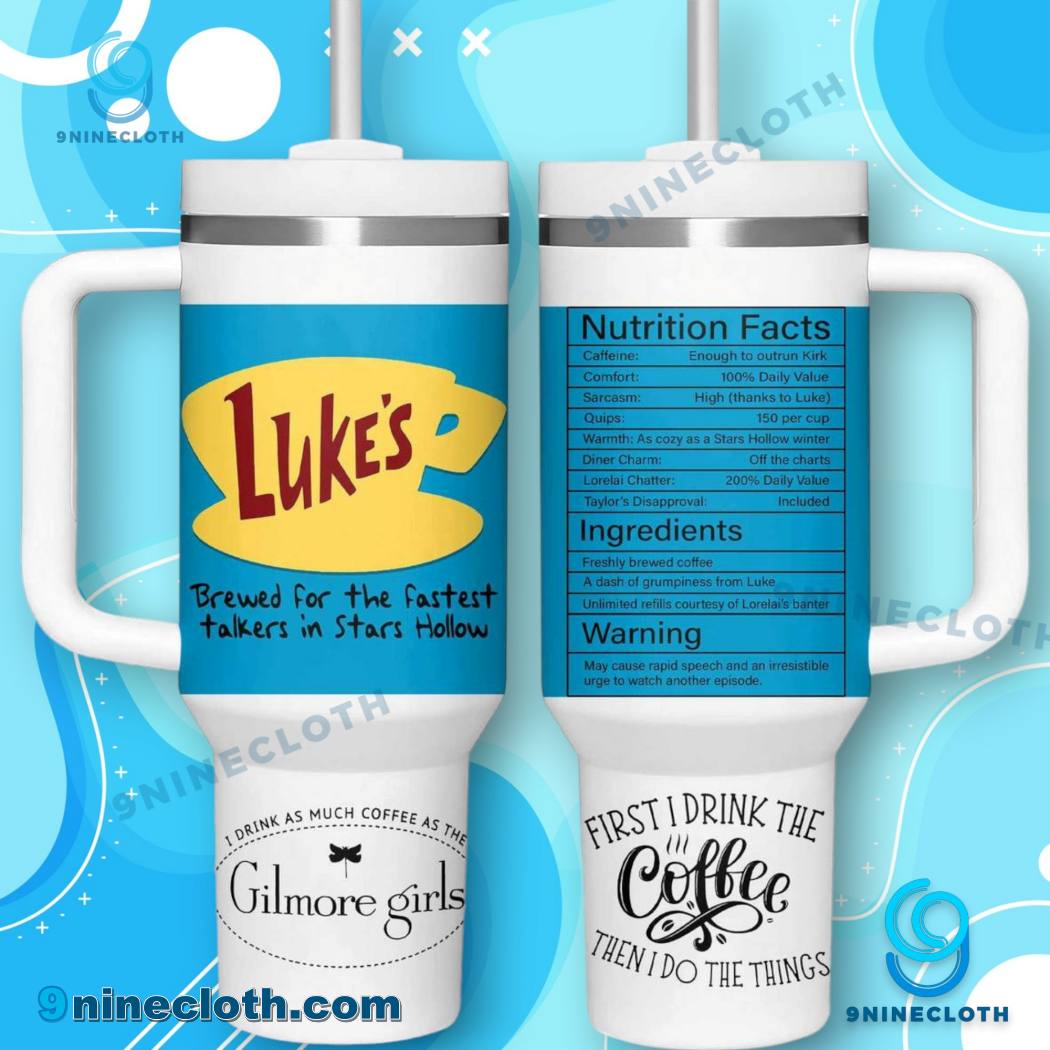 9NINECLOTH
9NINECLOTH
LUKE'S
Brewed for the fastest
talkers in Stars Hollow
9NINECLOTH
I DRINK AS MUCH COFFEE AS THE
Gilmore girls
9ninecloth.com
Nutrition Facts
Caffeine: Enough to outrun Kirk
Comfort: 100% Daily Value
Sarcasm: High (thanks to Luke)
Quips: 150 per cup
Warmth: As cozy as a Stars Hollow winter
Diner Charm: Off the charts
Lorelai Chatter: 200% Daily Value
Taylor's Disapproval: Included
Ingredients
Freshly brewed coffee
A dash of grumpiness from Luke
Unlimited refills courtesy of Lorelai's banter
9NINECLOTH
Warning
May cause rapid speech and an irresistible
urge to watch another episode.
FIRST I DRINK THE
Coffee
THEN I DO THE THINGS
9NINECLOTH